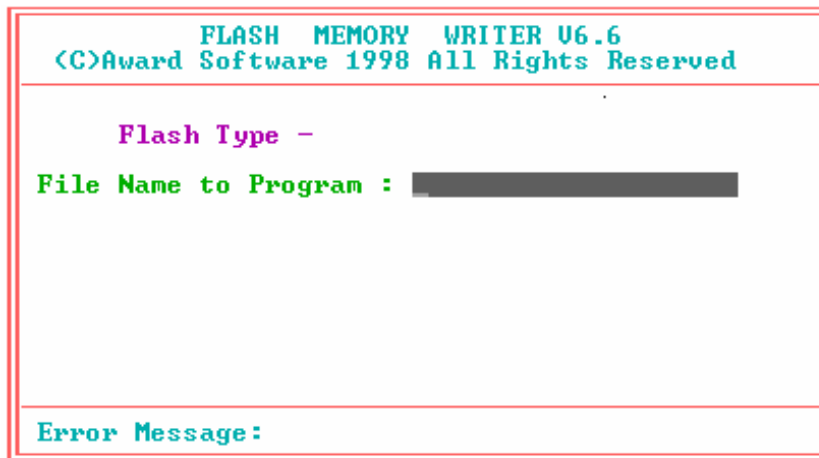 FLASH MEMORY WRITER V6.6
(C)Award Software 1998 All Rights Reserved
Flash Type -
File Name to Program :
Error Message: